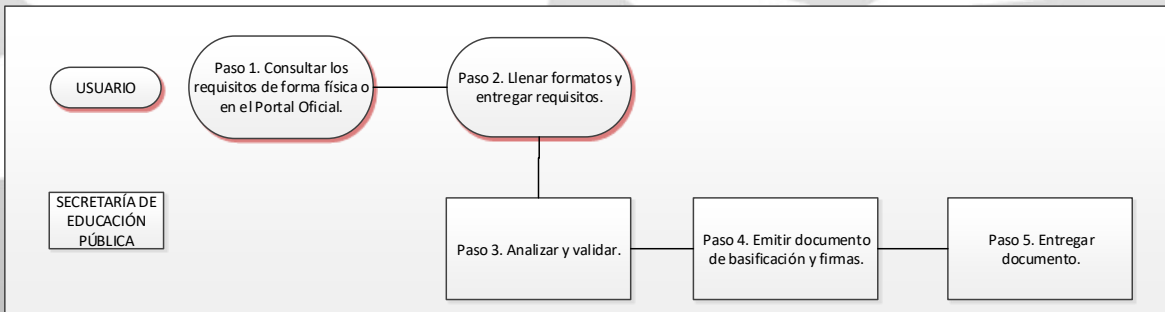 USUARIO
Paso 1. Consultar los
requisitos de forma física o
en el Portal Oficial.
Paso 2. Llenar formatos y
entregar requisitos.
SECRETARÍA DE
EDUCACIÓN
PÚBLICA
Paso 3. Analizar y validar.
Paso 4. Emitir documento
de basificación y firmas.
Paso 5. Entregar
documento.